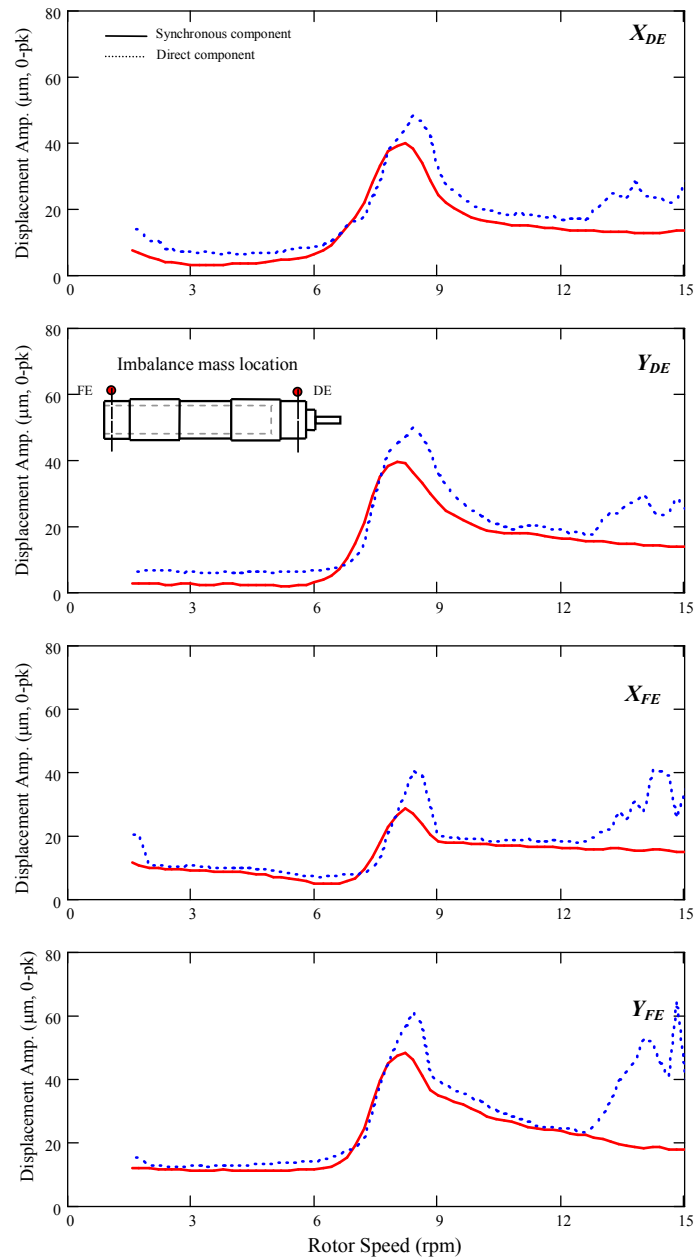 80
60
40
20
0
Displacement Amp. (μm, 0-pk)
Synchronous component
Direct component
X_DE
0 3 6 9 12 15
80
60
40
20
0
Displacement Amp. (μm, 0-pk)
Imbalance mass location
FE
DE
Y_DE
0 3 6 9 12 15
80
60
40
20
0
Displacement Amp. (μm, 0-pk)
X_FE
0 3 6 9 12 15
80
60
40
20
0
Displacement Amp. (μm, 0-pk)
Y_FE
0 3 6 9 12 15
Rotor Speed (rpm)